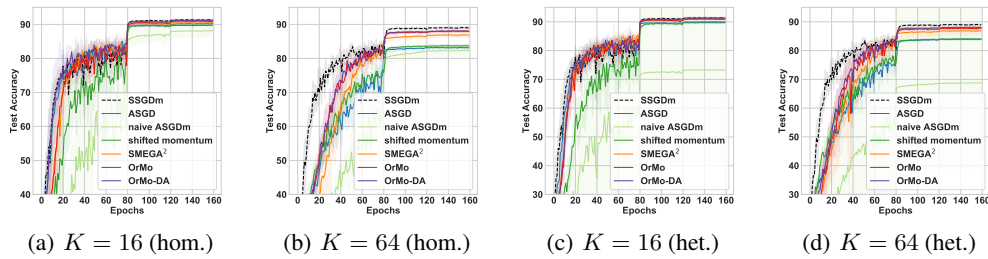 Test Accuracy
90
80
70
60
50
40
0 20 40 60 80 100 120 140 160
Epochs
SSGDm
ASGD
naive ASGDm
shifted momentum
SMEGA²
OrMo
OrMo-DA
(a) K = 16 (hom.)
Test Accuracy
90
80
70
60
50
40
0 20 40 60 80 100 120 140 160
Epochs
SSGDm
ASGD
naive ASGDm
shifted momentum
SMEGA²
OrMo
OrMo-DA
(b) K = 64 (hom.)
Test Accuracy
90
80
70
60
50
40
30
0 20 40 60 80 100 120 140 160
Epochs
SSGDm
ASGD
naive ASGDm
shifted momentum
SMEGA²
OrMo
OrMo-DA
(c) K = 16 (het.)
Test Accuracy
90
80
70
60
50
40
30
0 20 40 60 80 100 120 140 160
Epochs
SSGDm
ASGD
naive ASGDm
shifted momentum
SMEGA²
OrMo
OrMo-DA
(d) K = 64 (het.)